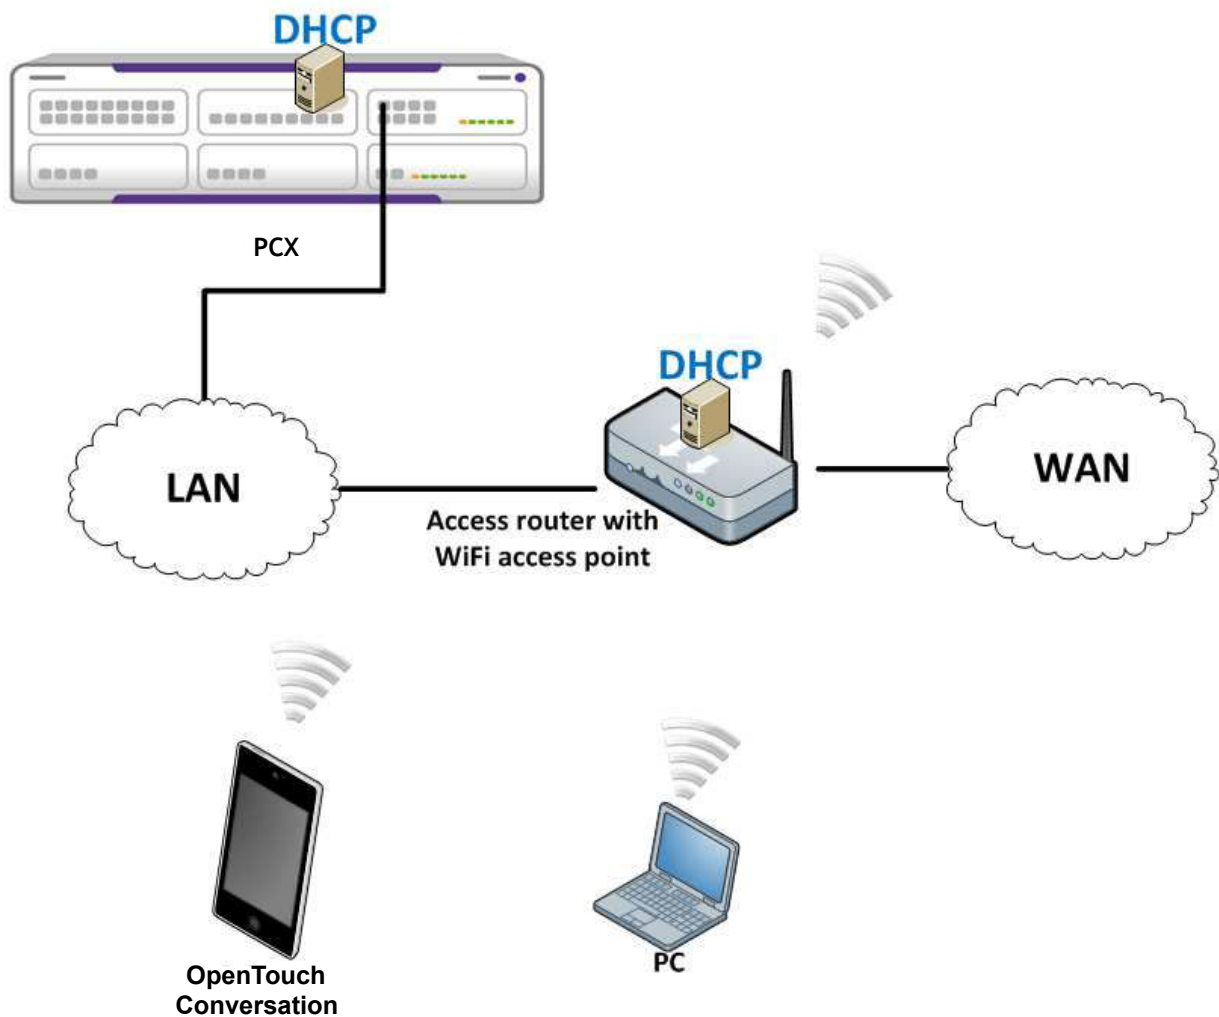 DHCP
PCX
DHCP
LAN
WAN
Access router with
WiFi access point
OpenTouch
Conversation
PC